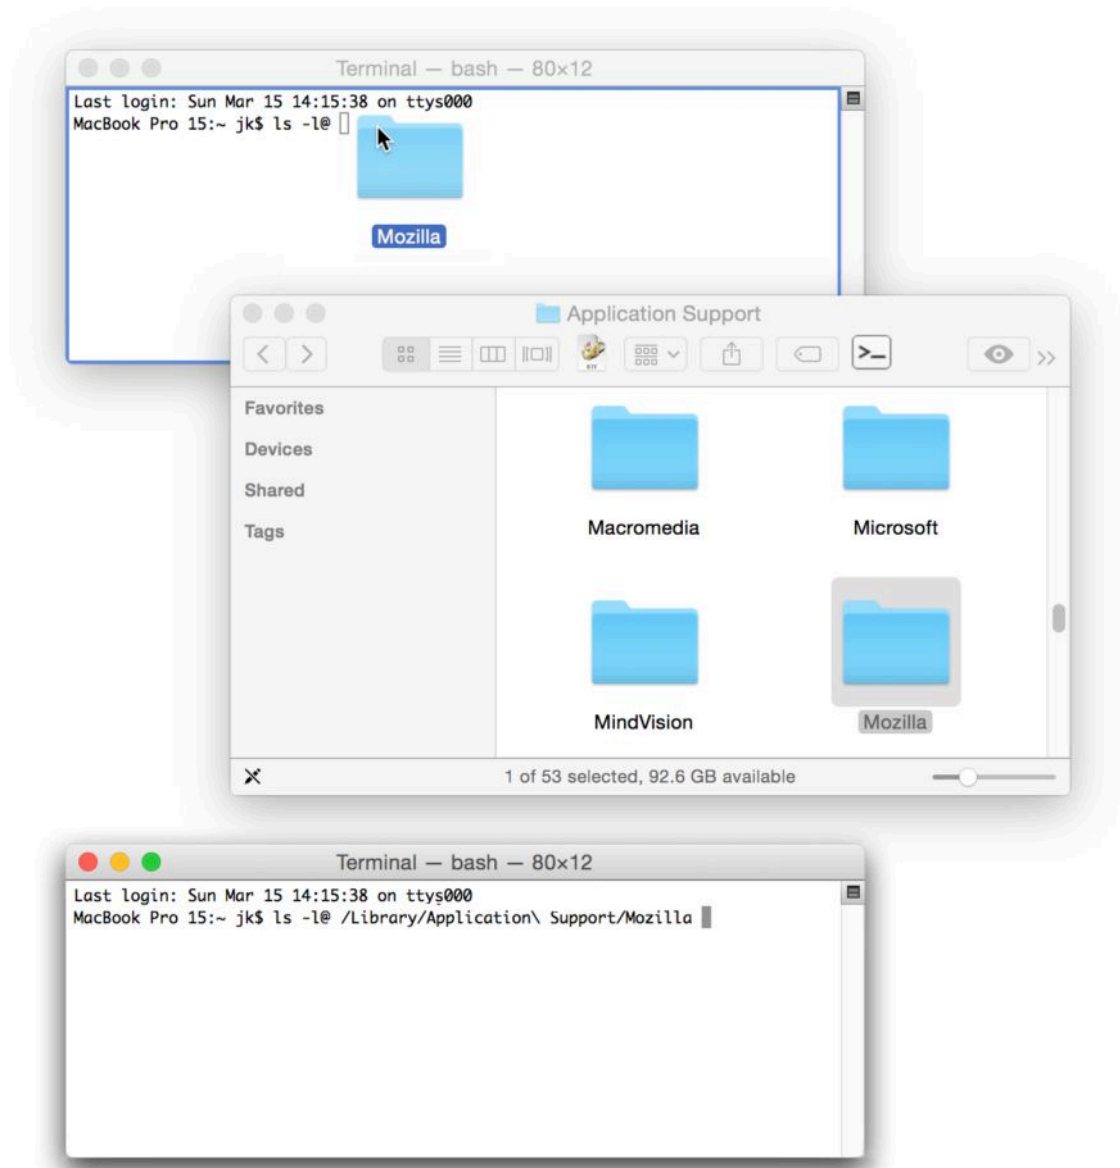 Terminal — bash — 80×12
Last login: Sun Mar 15 14:15:38 on ttys000
MacBook Pro 15:~ jk$ ls -l@
Mozilla
Application Support
Favorites
Devices
Shared
Tags
Macromedia
Microsoft
MindVision
Mozilla
1 of 53 selected, 92.6 GB available
Terminal — bash — 80×12
Last login: Sun Mar 15 14:15:38 on ttys000
MacBook Pro 15:~ jk$ ls -l@ /Library/Application\ Support/Mozilla